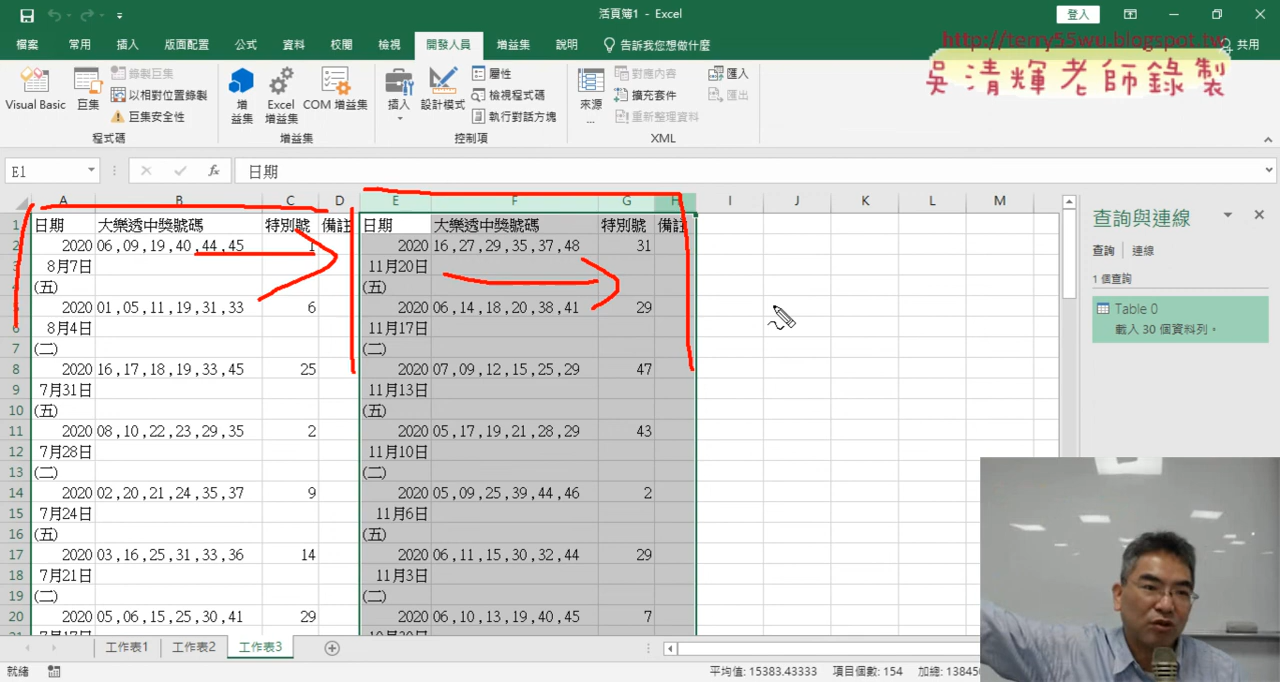 活頁簿1 - Excel
登入
檔案 常用 插入 版面配置 公式 資料 校閱 檢視 開發人員 增益集 說明 告訴我您想做什麼 共用
http://terry55wu.blogspot.tw
吳清輝老師錄製
Visual Basic 巨集 錄製巨集 以相對位置錄製 巨集安全性
增益集 Excel 增益集 COM 增益集
插入 設計模式 屬性 檢視程式碼 執行對話方塊
來源... 對應內容 擴充套件 重新整理資料 匯入 匯出
程式碼 增益集 控制項 XML
E1 fx 日期
A B C D E F G H I J K L M
1 日期 大樂透中獎號碼 特別號 備註 日期 大樂透中獎號碼 特別號 備註
2 2020 06,09,19,40,44,45 1 2020 16,27,29,35,37,48 31
3 8月7日 11月20日
(五) (五)
2020 01,05,11,19,31,33 6 2020 06,14,18,20,38,41 29
6 8月4日 11月17日
7 (二) (二)
8 2020 16,17,18,19,33,45 25 2020 07,09,12,15,25,29 47
9 7月31日 11月13日
10 (五) (五)
11 2020 08,10,22,23,29,35 2 2020 05,17,19,21,28,29 43
12 7月28日 11月10日
13 (二) (二)
14 2020 02,20,21,24,35,37 9 2020 05,09,25,39,44,46 2
15 7月24日 11月6日
16 (五) (五)
17 2020 03,16,25,31,33,36 14 2020 06,11,15,30,32,44 29
18 7月21日 11月3日
19 (二) (二)
20 2020 05,06,15,25,30,41 29 2020 06,10,13,19,40,45 7
查詢與連線
查詢 連線
1 個查詢
Table 0
載入 30 個資料列。
工作表1 工作表2 工作表3
就緒 平均值: 15383.43333 項目個數: 154 加總: 138450